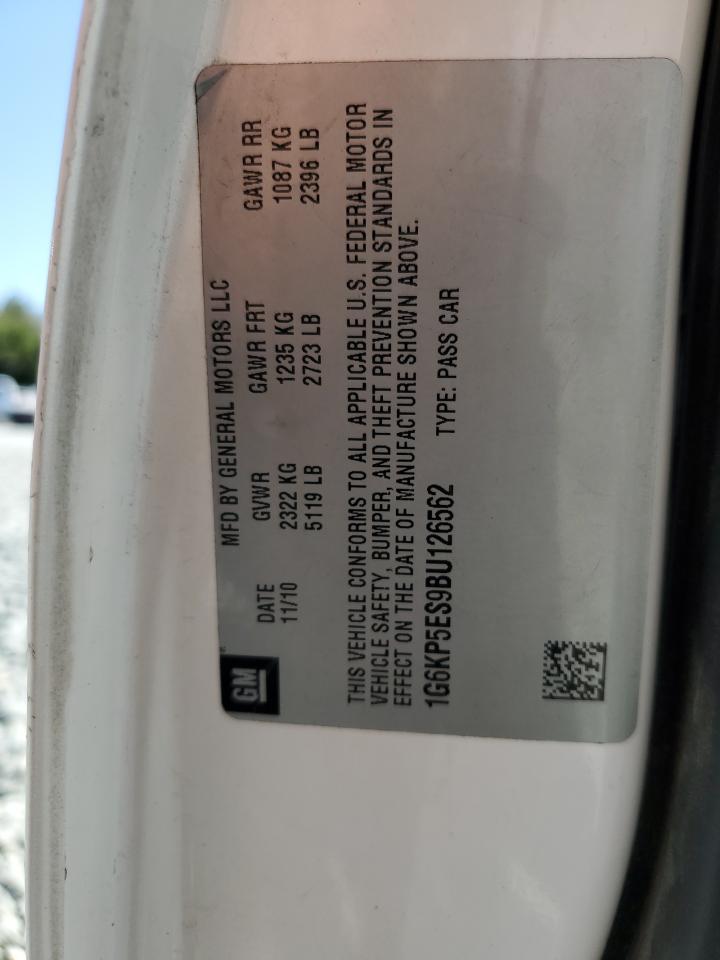 GM
MFD BY GENERAL MOTORS LLC
DATE GVWR GAWR FRT GAWR RR
11/10 2322 KG 1235 KG 1087 KG
5119 LB 2723 LB 2396 LB
THIS VEHICLE CONFORMS TO ALL APPLICABLE U.S. FEDERAL MOTOR
VEHICLE SAFETY, BUMPER, AND THEFT PREVENTION STANDARDS IN
EFFECT ON THE DATE OF MANUFACTURE SHOWN ABOVE.
1G6KP5ES9BU126562 TYPE: PASS CAR